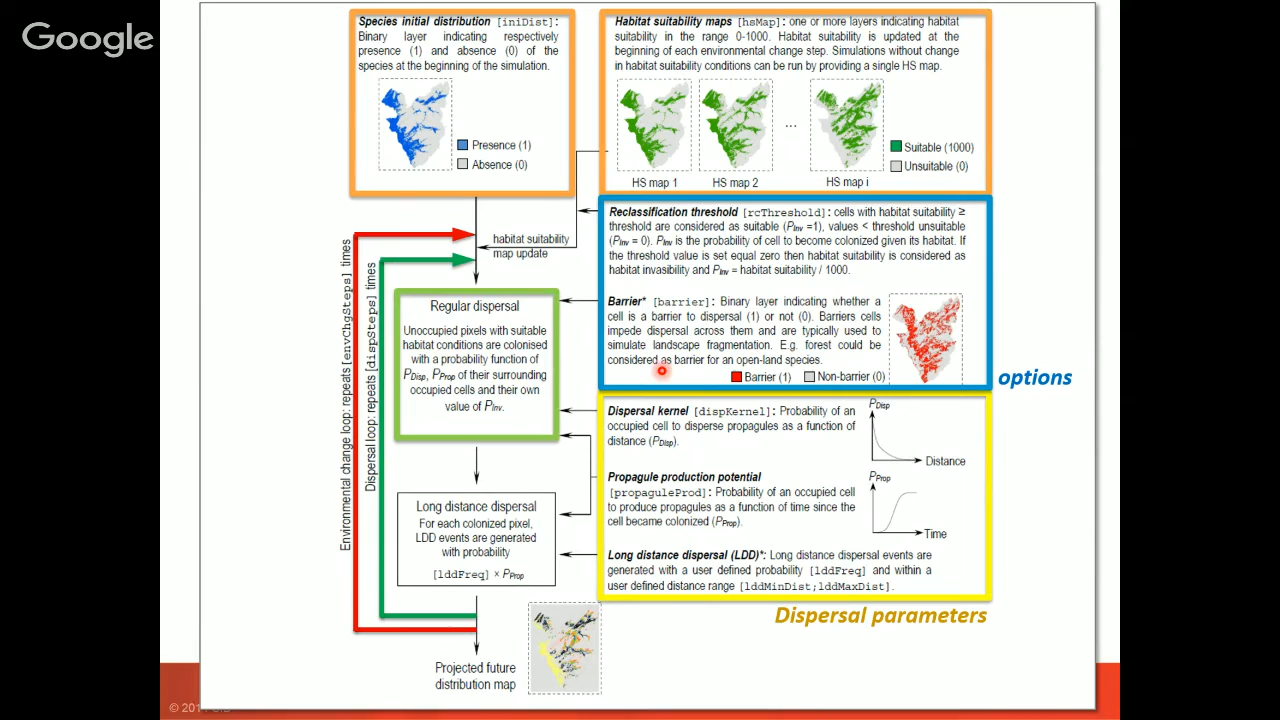 Google
Species initial distribution [iniDist]:
Binary layer indicating respectively
presence (1) and absence (0) of the
species at the beginning of the simulation.
Presence (1)
Absence (0)
Habitat suitability maps [hsMap]: one or more layers indicating habitat
suitability in the range 0-1000. Habitat suitability is updated at the
beginning of each environmental change step. Simulations without change
in habitat suitability conditions can be run by providing a single HS map.
...
Suitable (1000)
Unsuitable (0)
HS map 1
HS map 2
HS map i
Reclassification threshold [rcThreshold]: cells with habitat suitability ≥
threshold are considered as suitable (PInv =1), values < threshold unsuitable
(PInv = 0). PInv is the probability of cell to become colonized given its habitat. If
the threshold value is set equal zero then habitat suitability is considered as
habitat invasibility and PInv = habitat suitability / 1000.
Barrier* [barrier]: Binary layer indicating whether a
cell is a barrier to dispersal (1) or not (0). Barriers cells
impede dispersal across them and are typically used to
simulate landscape fragmentation. E.g. forest could be
considered as barrier for an open-land species.
Barrier (1)
Non-barrier (0)
options
habitat suitability
map update
Environmental change loop: repeats [envChgSteps] times
Dispersal loop: repeats [dispSteps] times
Regular dispersal
Unoccupied pixels with suitable
habitat conditions are colonised
with a probability function of
PDisp, PProp of their surrounding
occupied cells and their own
value of PInv.
Dispersal kernel [dispKernel]: Probability of an
occupied cell to disperse propagules as a function of
distance (PDisp).
PDisp
Distance
Propagule production potential
[propaguleProd]: Probability of an occupied cell
to produce propagules as a function of time since the
cell became colonized (PProp).
PProp
Time
Long distance dispersal (LDD)*: Long distance dispersal events are
generated with a user defined probability [lddFreq] and within a
user defined distance range [lddMinDist;lddMaxDist].
Dispersal parameters
Long distance dispersal
For each colonized pixel,
LDD events are generated
with probability
[lddFreq] × PProp
Projected future
distribution map